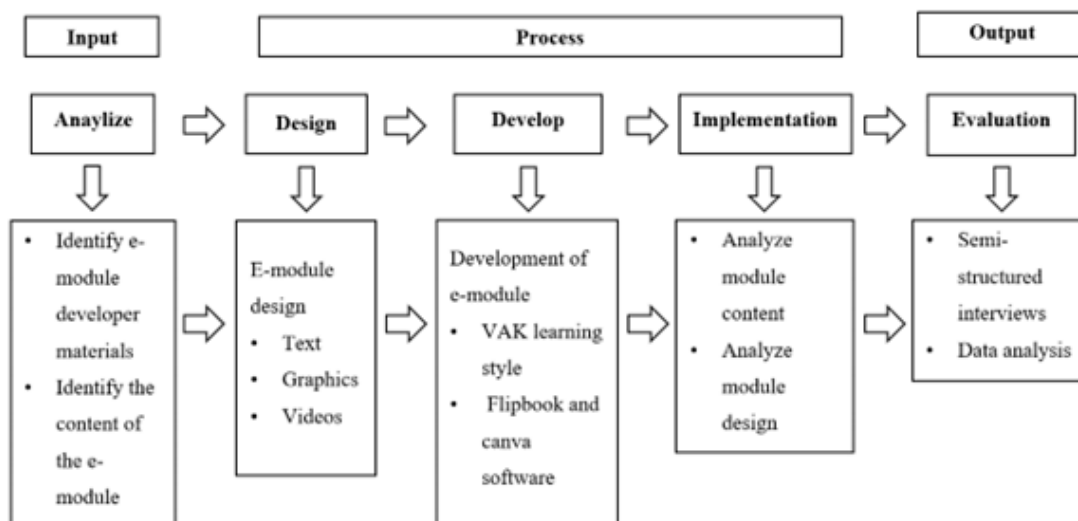 Input
Process
Output
Anaylize
Design
Develop
Implementation
Evaluation
• Identify e-
module
developer
materials
• Identify the
content of
the e-
module
E-module
design
• Text
• Graphics
• Videos
Development of
e-module
• VAK learning
style
• Flipbook and
canva
software
• Analyze
module
content
• Analyze
module
design
• Semi-
structured
interviews
• Data analysis